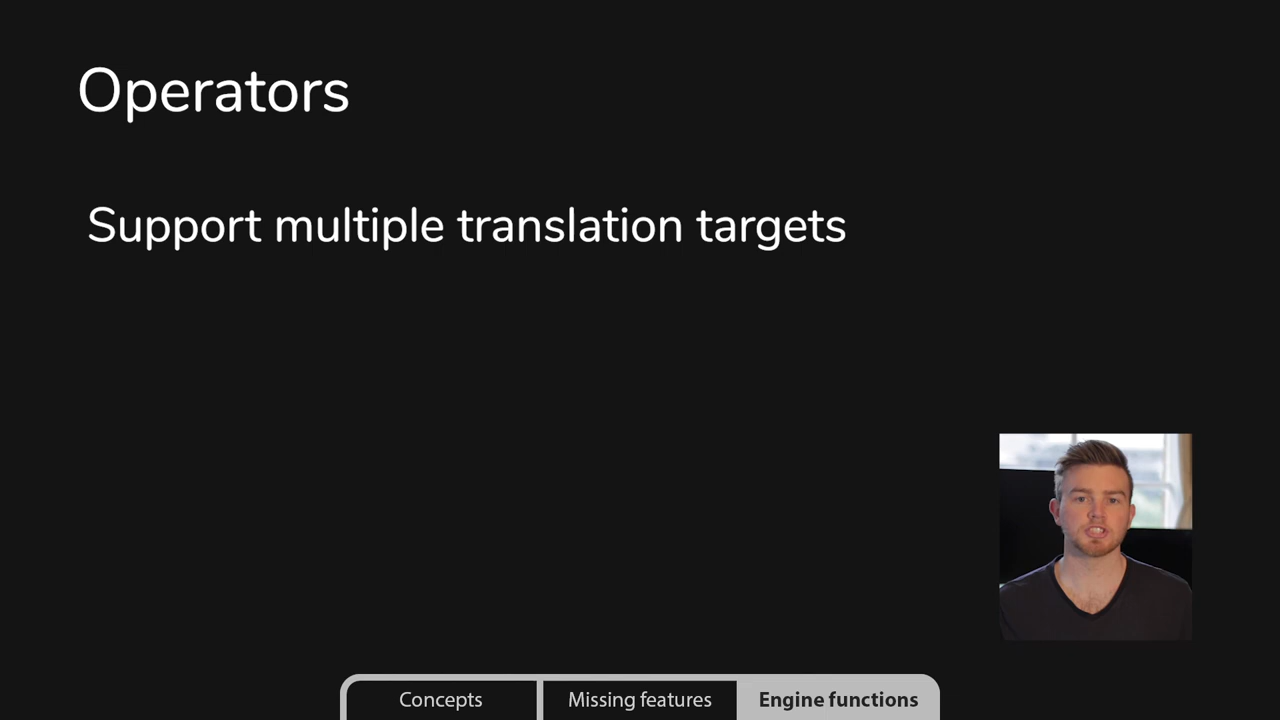 Operators
Support multiple translation targets
Concepts
Missing features
Engine functions